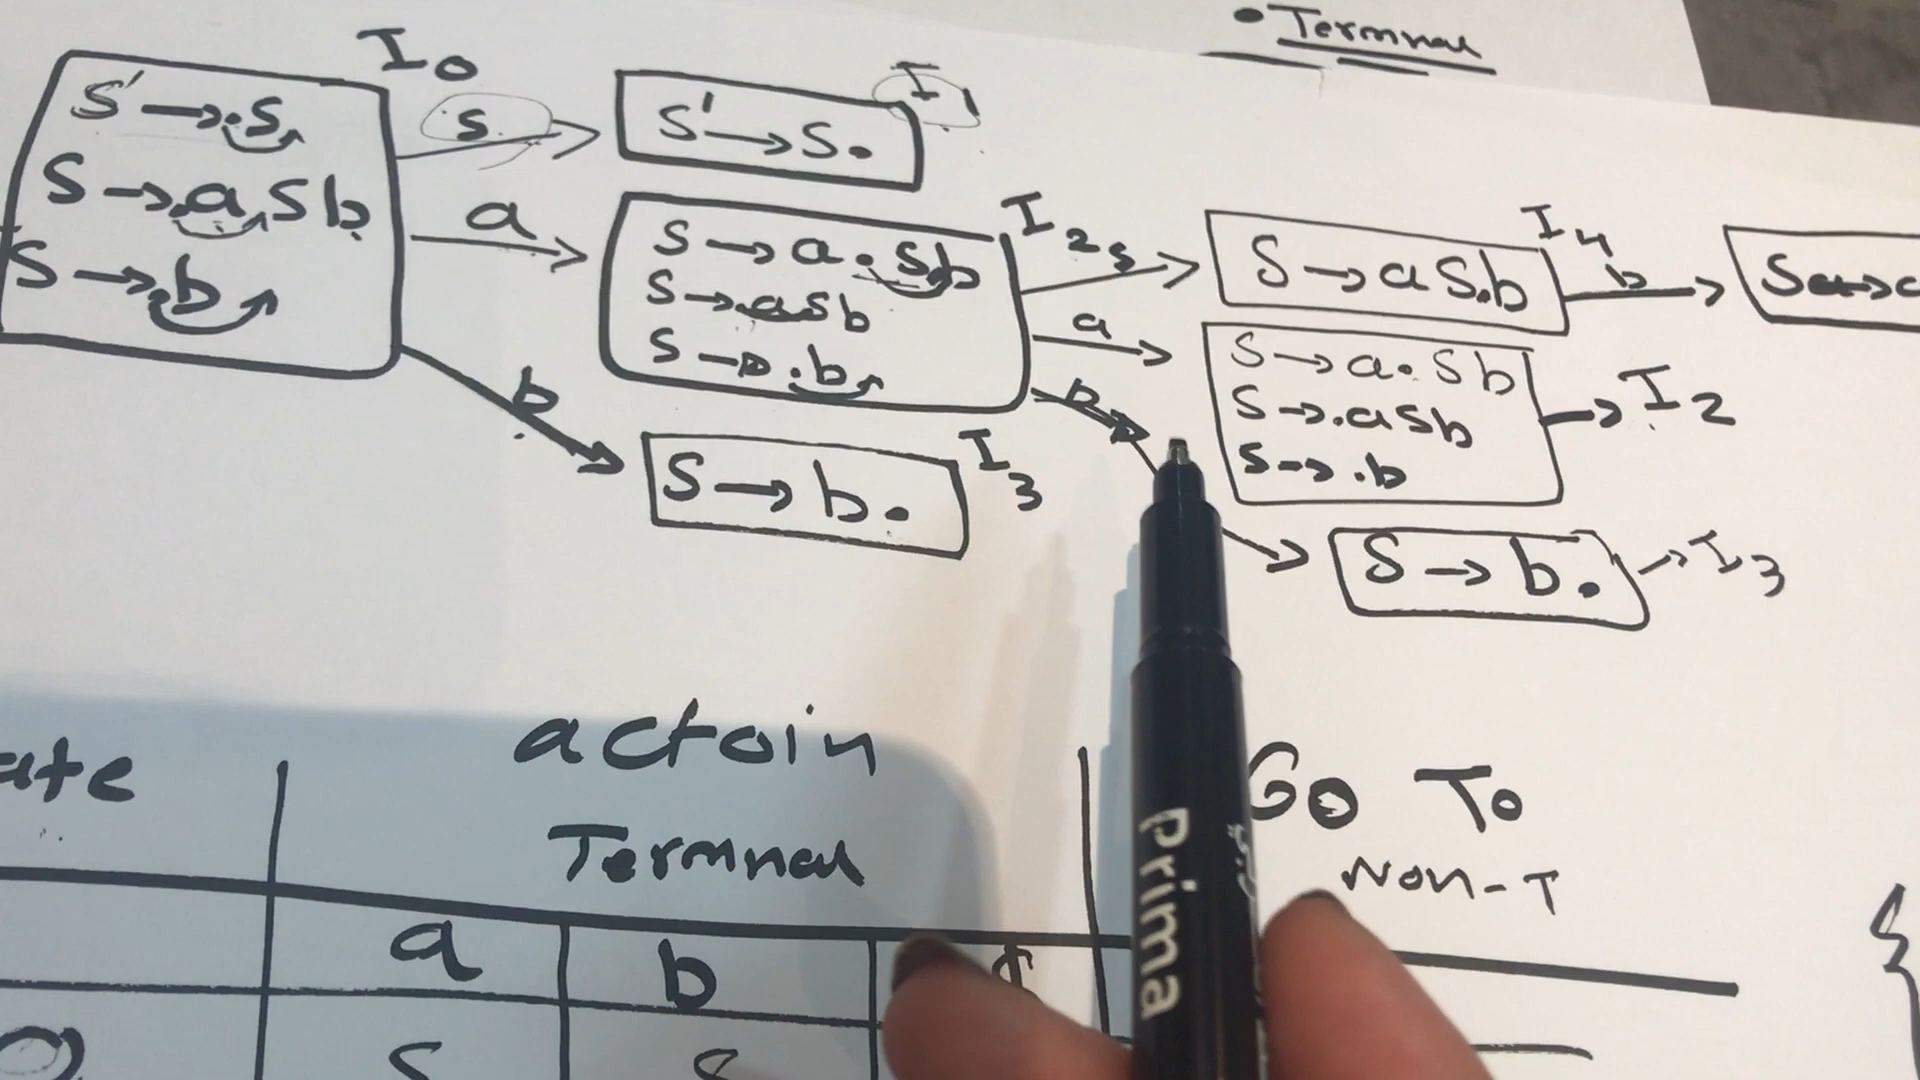 • Termnal
I0
S' → .S
S → .aSb
S → .b
S
a
b
I1
S' → S.
I2
S → a.Sb
S → .aSb
S → .b
I3
S → b.
S
a
b
I4
S → aS.b
b
S → a
S → a.Sb
S → .aSb
S → .b
→ I2
S → b.
→ I3
ate
actoin
Termnal
Go To
Non-T
a
b
0
S
S
Prima